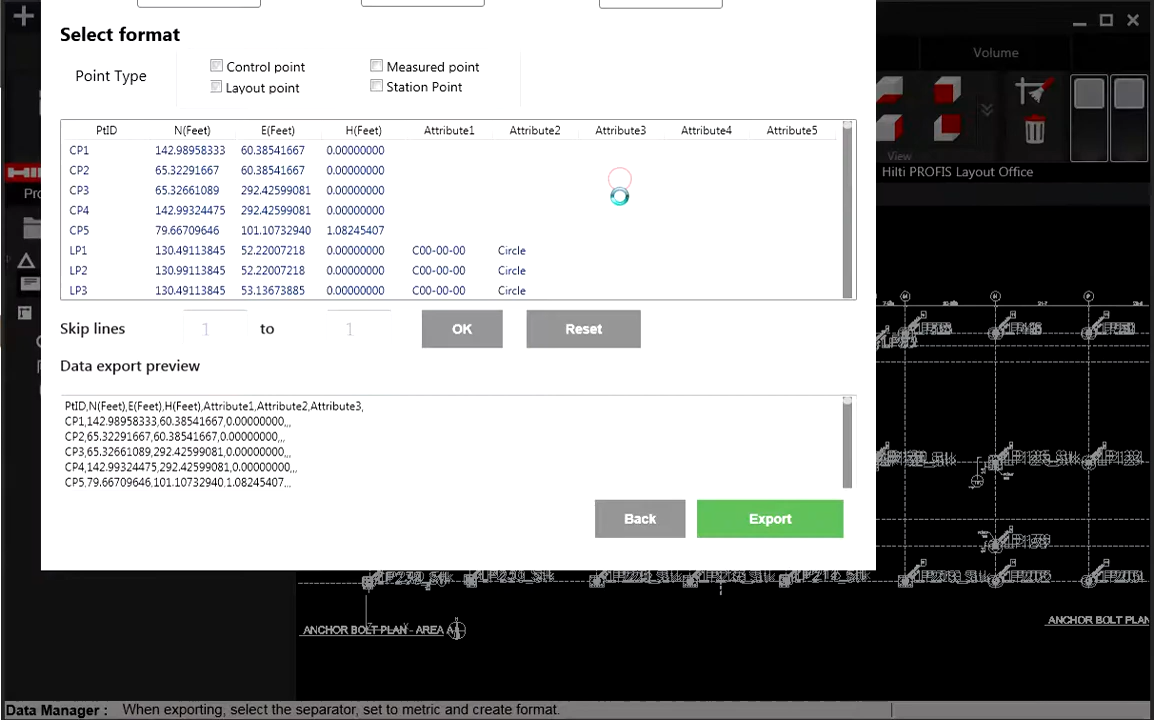 Select format
Volume
Point Type
Control point
Measured point
Layout point
Station Point
PtID N(Feet) E(Feet) H(Feet) Attribute1 Attribute2 Attribute3 Attribute4 Attribute5
CP1 142.98958333 60.38541667 0.00000000
CP2 65.32291667 60.38541667 0.00000000
CP3 65.32661089 292.42599081 0.00000000
CP4 142.99324475 292.42599081 0.00000000
CP5 79.66709646 101.10732940 1.08245407
LP1 130.49113845 52.22007218 0.00000000 C00-00-00 Circle
LP2 130.99113845 52.22007218 0.00000000 C00-00-00 Circle
LP3 130.49113845 53.13673885 0.00000000 C00-00-00 Circle
View
Hilti PROFIS Layout Office
Pro
Skip lines 1 to 1 OK Reset
Data export preview
PtID,N(Feet),E(Feet),H(Feet),Attribute1,Attribute2,Attribute3,
CP1,142.98958333,60.38541667,0.00000000,,,
CP2,65.32291667,60.38541667,0.00000000,,,
CP3,65.32661089,292.42599081,0.00000000,,,
CP4,142.99324475,292.42599081,0.00000000,,,
CP5,79.66709646,101.10732940,1.08245407,,,
Back Export
ANCHOR BOLT PLAN - AREA A
ANCHOR BOLT PLAN
Data Manager : When exporting, select the separator, set to metric and create format.